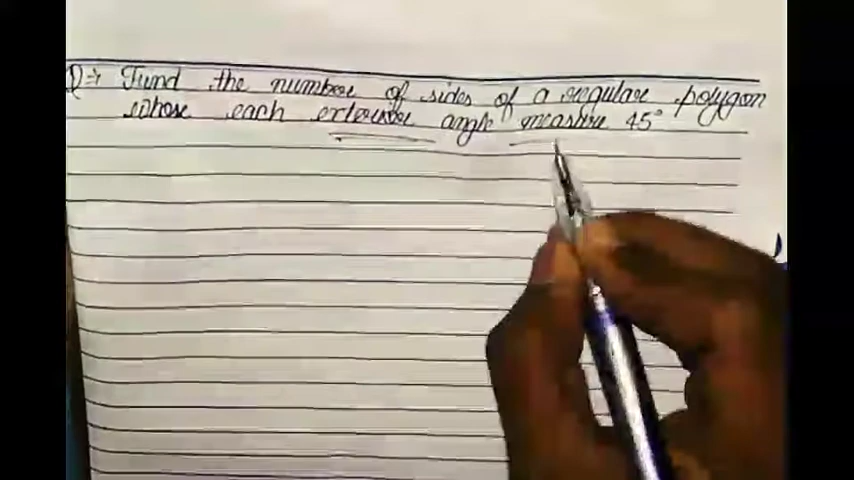 Q⇒ Find the number of sides of a regular polygon
whose each exterior angle measure 45°